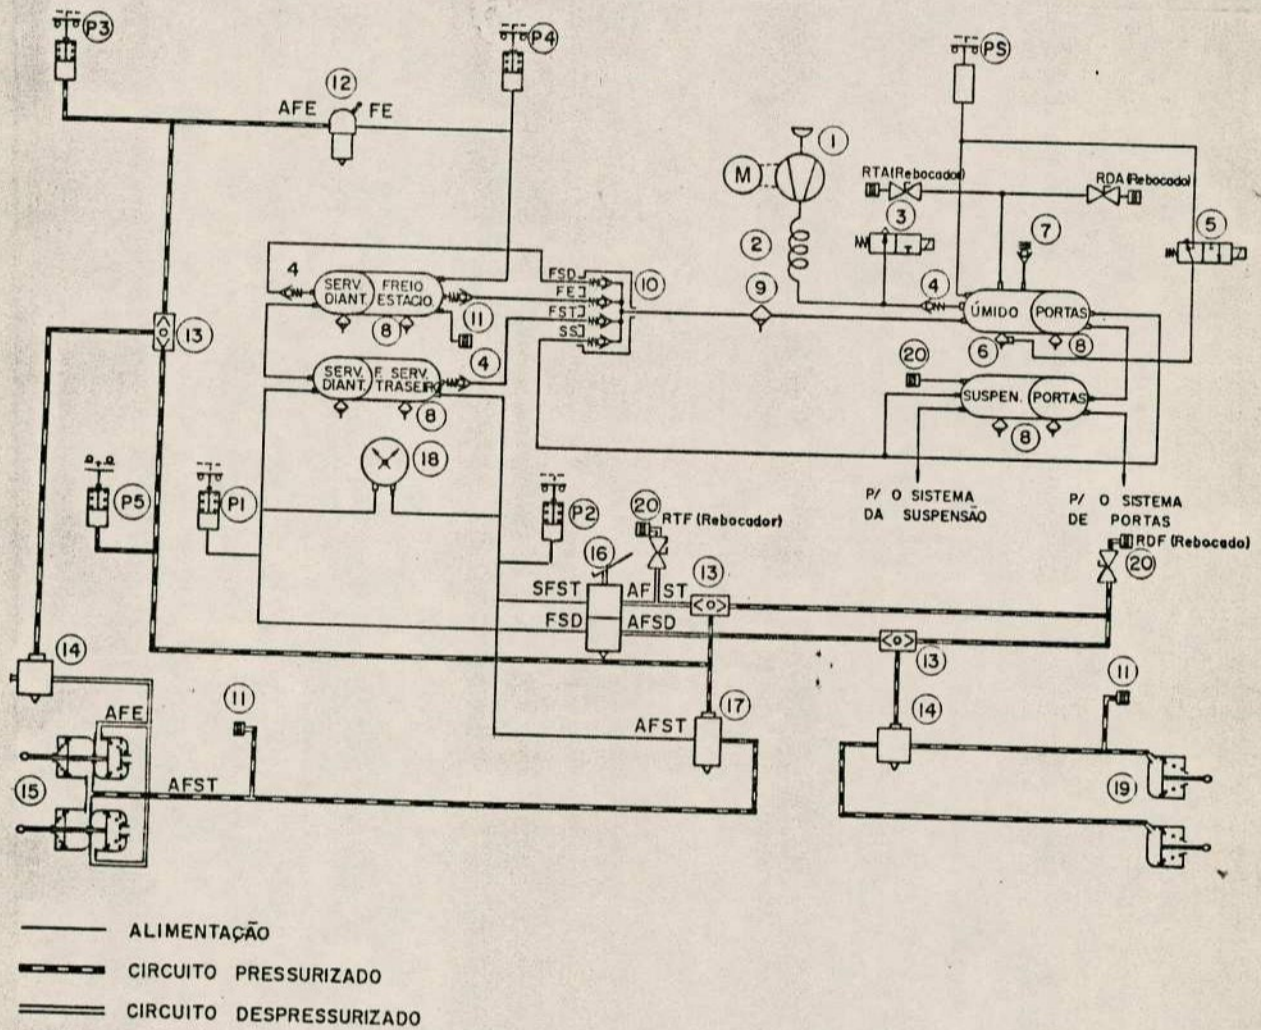 P3
P4
PS
12
AFE FE
1
M
RTA (Rebocador)
RDA (Rebocado)
3
5
7
2
4
SERV. DIANT.
FREIO ESTACIO.
FSD
FE
FST
SS
10
9
4
ÚMIDO
PORTAS
8
11
6
8
13
SERV. DIANT.
F. SERV. TRASEIRO
4
8
20
SUSPEN.
PORTAS
8
18
P/ O SISTEMA
DA SUSPENSÃO
P/ O SISTEMA
DE PORTAS
P5
P1
P2
20
RTF (Rebocador)
RDF (Rebocado)
20
16
13
SFST
AFST
FSD
AFSD
13
14
11
17
14
11
AFE
AFST
15
AFST
19
ALIMENTAÇÃO
CIRCUITO PRESSURIZADO
CIRCUITO DESPRESSURIZADO